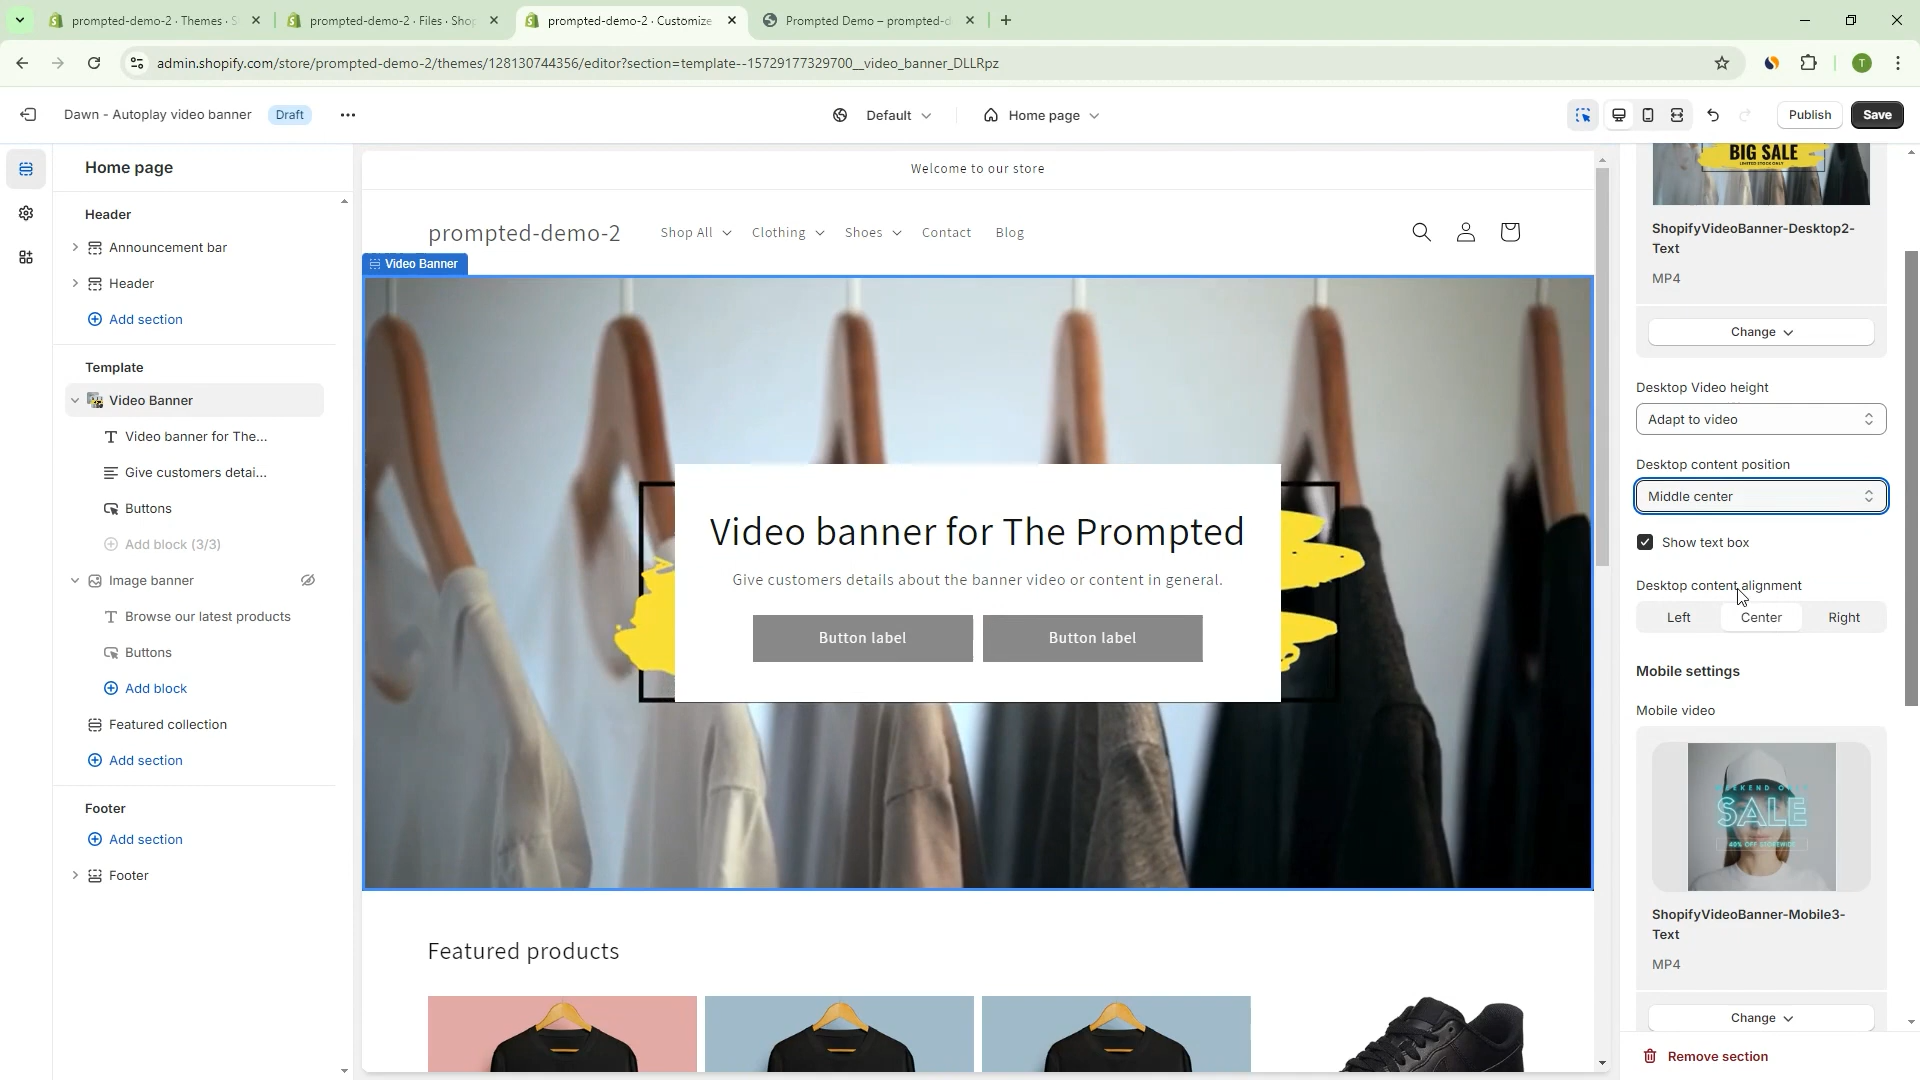 prompted-demo-2 · Themes · S
prompted-demo-2 · Files · Shop
prompted-demo-2 · Customize
Prompted Demo – prompted-d
admin.shopify.com/store/prompted-demo-2/themes/128130744356/editor?section=template--15729177329700__video_banner_DLLRpz
T
Dawn - Autoplay video banner
Draft
Default
Home page
Publish
Save
Home page
Header
Announcement bar
Header
Add section
Template
Video Banner
Video banner for The...
Give customers detai...
Buttons
Add block (3/3)
Image banner
Browse our latest products
Buttons
Add block
Featured collection
Add section
Footer
Add section
Footer
Welcome to our store
prompted-demo-2
Shop All
Clothing
Shoes
Contact
Blog
Video Banner
Video banner for The Prompted
Give customers details about the banner video or content in general.
Button label
Button label
Featured products
BIG SALE
LIMITED STOCK ONLY
ShopifyVideoBanner-Desktop2-
Text
MP4
Change
Desktop Video height
Adapt to video
Desktop content position
Middle center
Show text box
Desktop content alignment
Left
Center
Right
Mobile settings
Mobile video
WEEKEND ONLY
SALE
40% OFF STOREWIDE
ShopifyVideoBanner-Mobile3-
Text
MP4
Change
Remove section